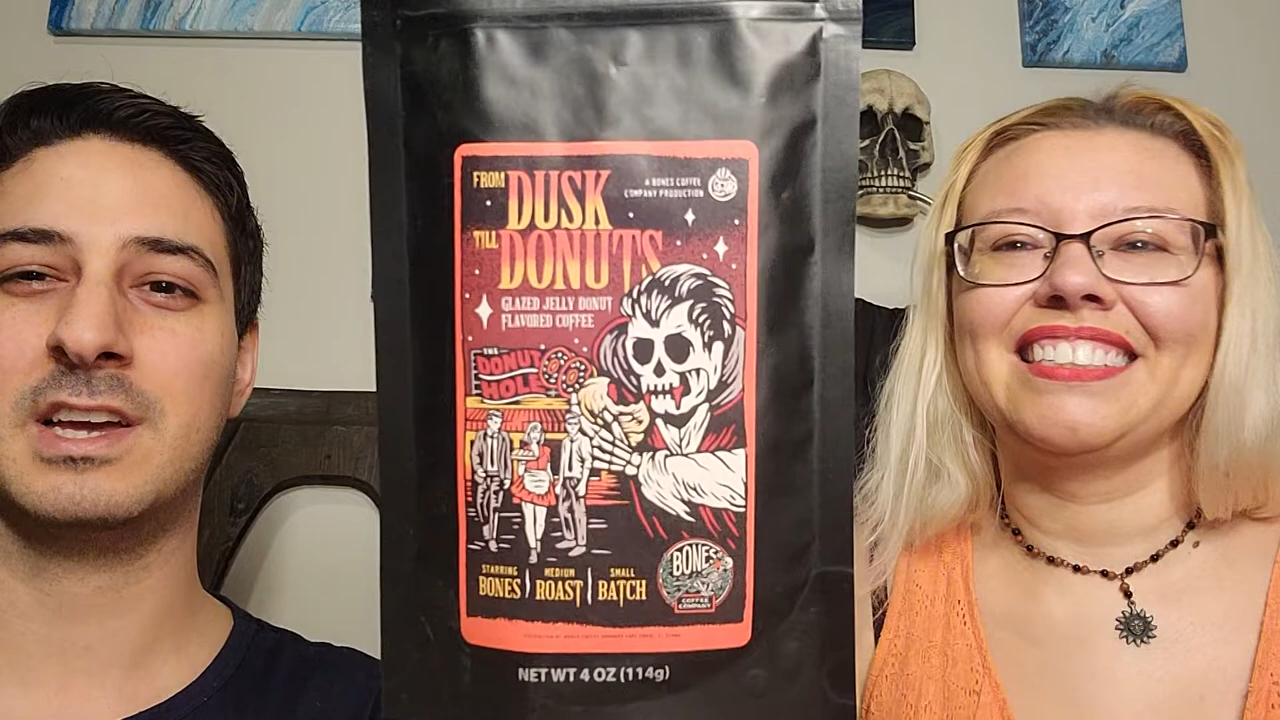 FROM DUSK
TILL DONUTS
A BONES COFFEE
COMPANY PRODUCTION
GLAZED JELLY DONUT
FLAVORED COFFEE
THE
DONUT
HOLE
STARRING
BONES
MEDIUM
ROAST
SMALL
BATCH
BONES
COFFEE
COMPANY
NET WT 4 OZ (114g)